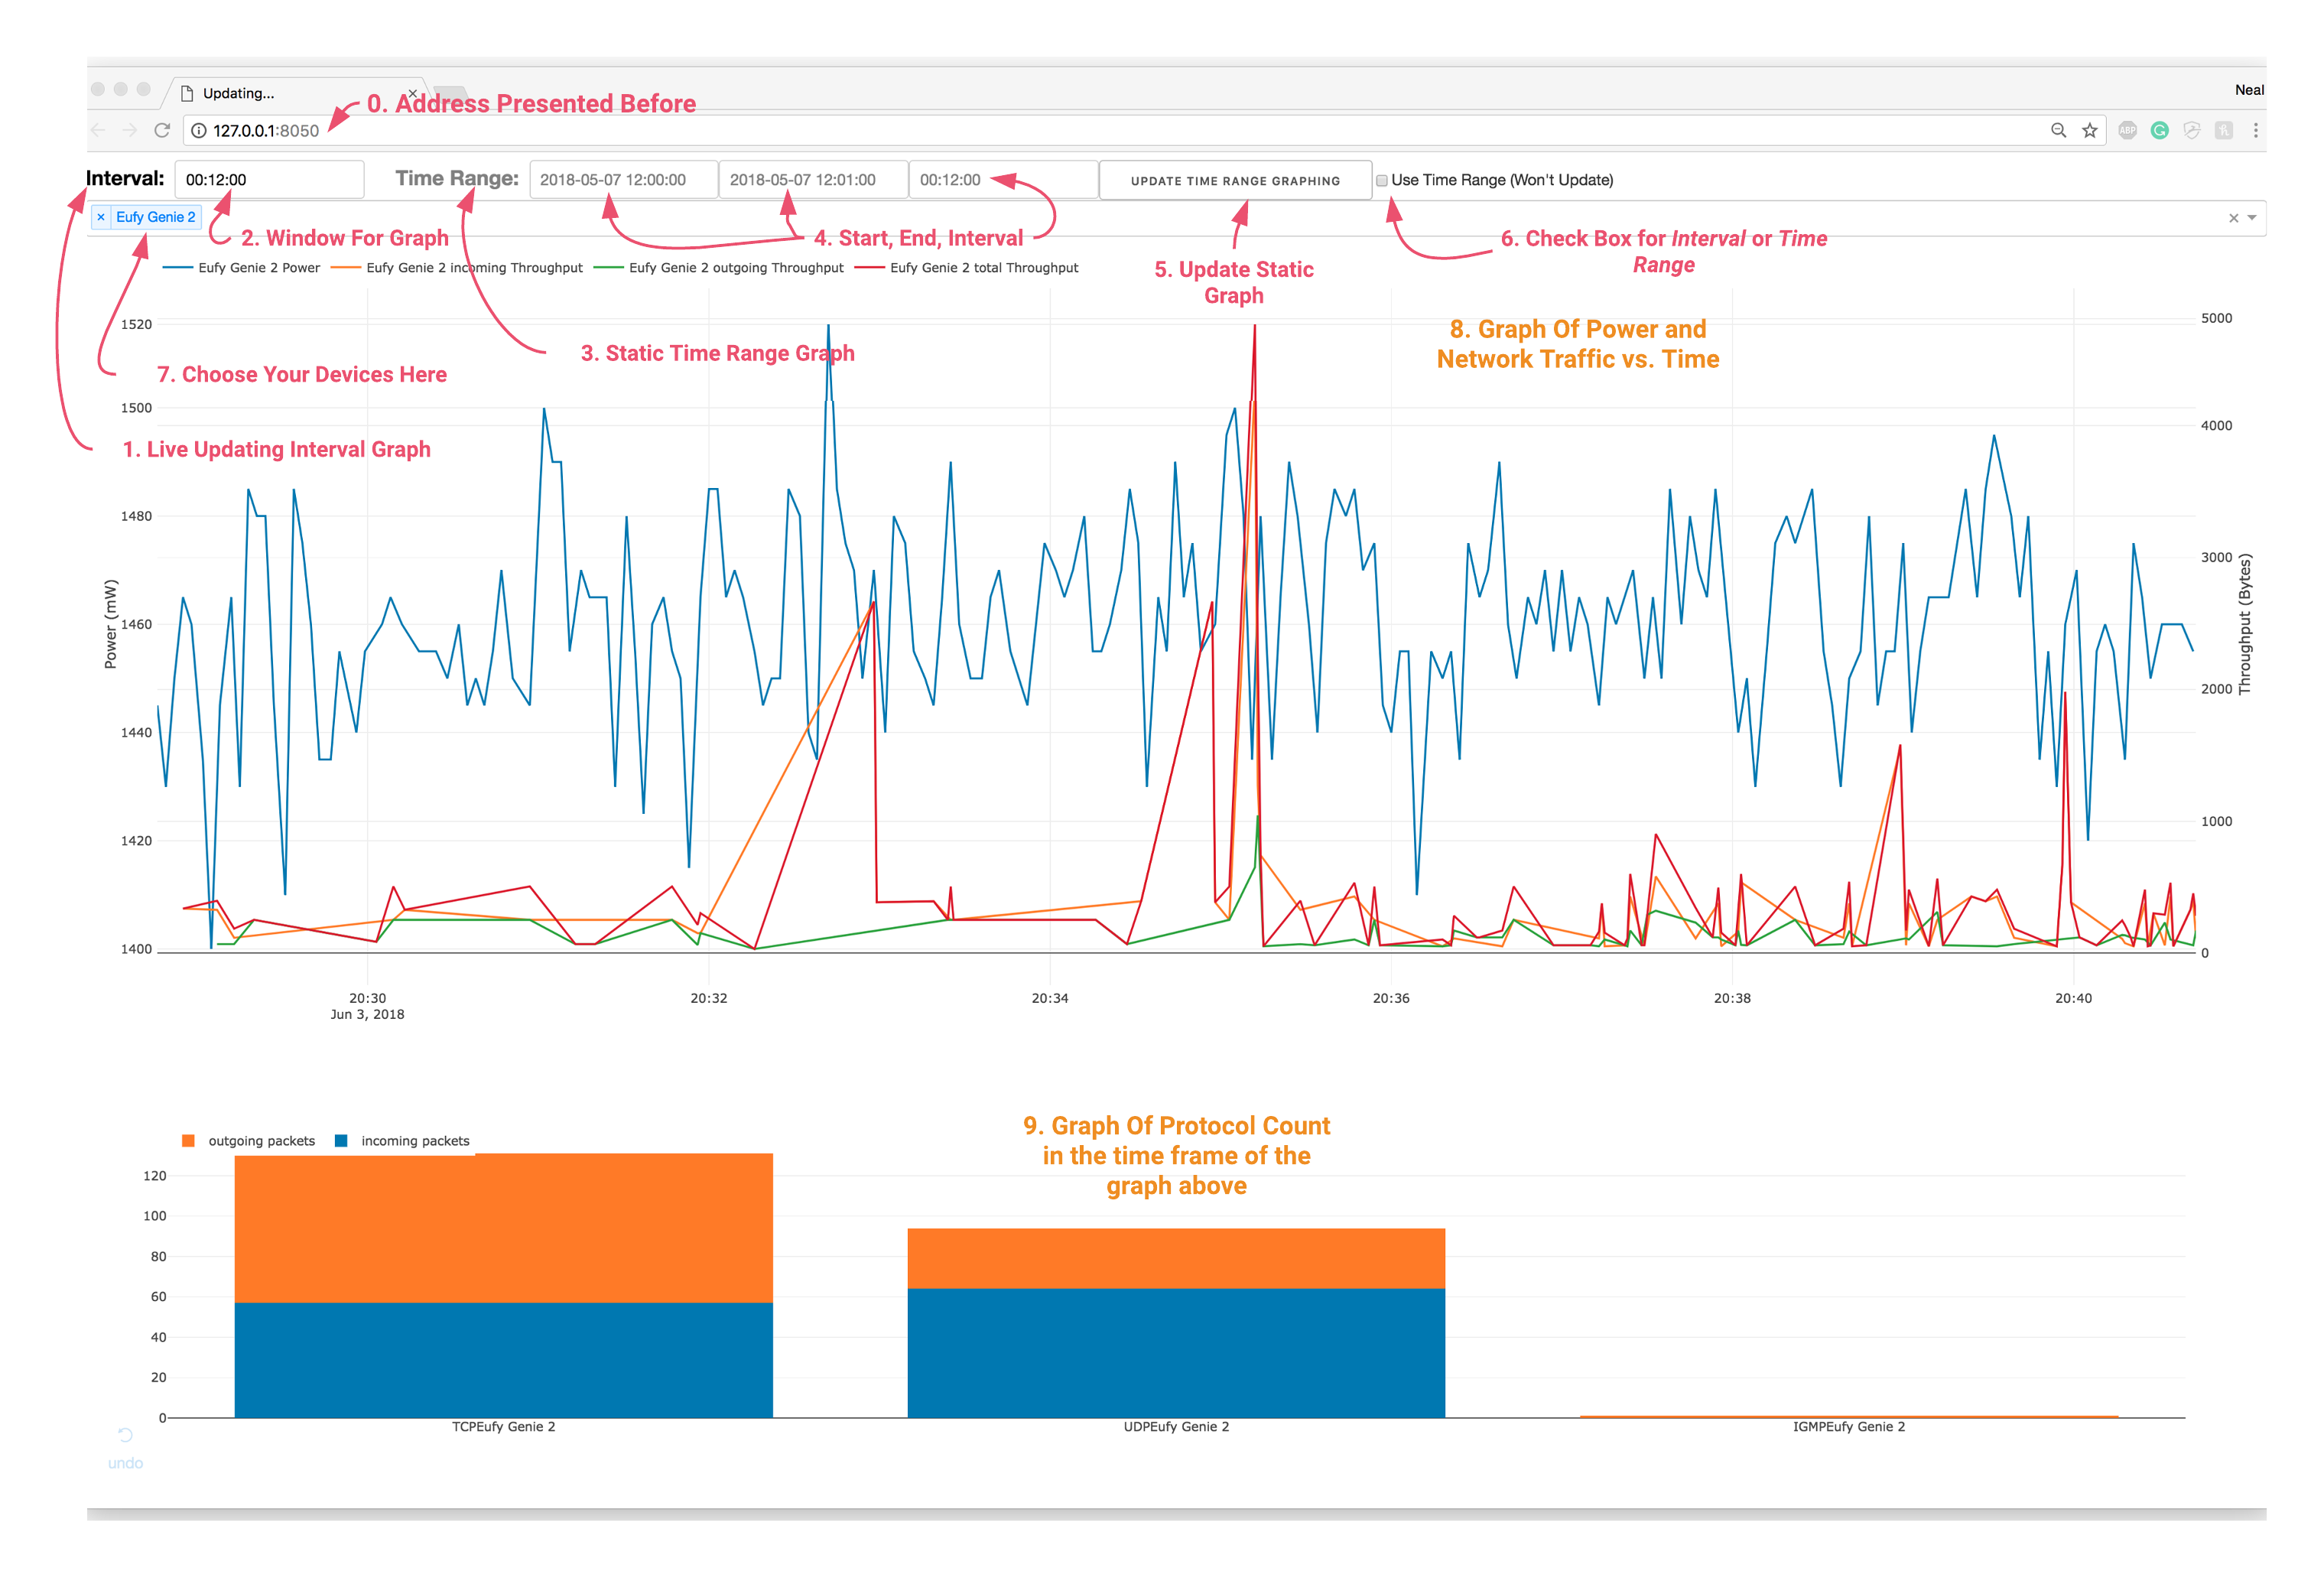 Updating...
Neal
0. Address Presented Before
127.0.0.1:8050
ABP
Interval:
00:12:00
Time Range:
2018-05-07 12:00:00
2018-05-07 12:01:00
00:12:00
UPDATE TIME RANGE GRAPHING
Use Time Range (Won't Update)
× Eufy Genie 2
2. Window For Graph
4. Start, End, Interval
6. Check Box for Interval or Time
Range
5. Update Static
Graph
Eufy Genie 2 Power
Eufy Genie 2 incoming Throughput
Eufy Genie 2 outgoing Throughput
Eufy Genie 2 total Throughput
8. Graph Of Power and
Network Traffic vs. Time
3. Static Time Range Graph
7. Choose Your Devices Here
1. Live Updating Interval Graph
1520
1500
1480
1460
1440
1420
1400
Power (mW)
5000
4000
3000
2000
1000
0
Throughput (Bytes)
20:30
Jun 3, 2018
20:32
20:34
20:36
20:38
20:40
9. Graph Of Protocol Count
in the time frame of the
graph above
outgoing packets
incoming packets
120
100
80
60
40
20
0
TCPEufy Genie 2
UDPEufy Genie 2
IGMPEufy Genie 2
undo